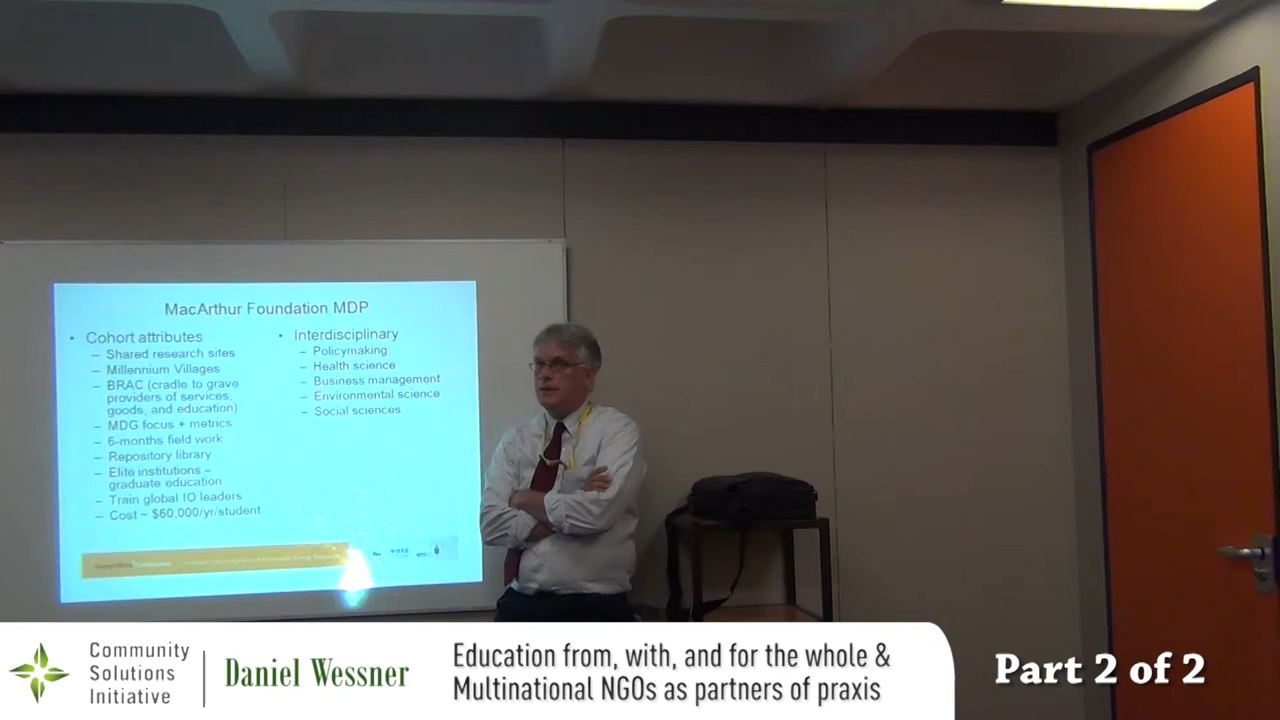 MacArthur Foundation MDP
• Cohort attributes
– Shared research sites
– Millennium Villages
– BRAC (cradle to grave
providers of services,
goods, and education)
– MDG focus + metrics
– 6-months field work
– Repository library
– Elite institutions –
graduate education
– Train global IO leaders
– Cost ~ $60,000/yr/student
• Interdisciplinary
– Policymaking
– Health science
– Business management
– Environmental science
– Social sciences
Community
Solutions
Initiative
Daniel Wessner
Education from, with, and for the whole &
Multinational NGOs as partners of praxis
Part 2 of 2